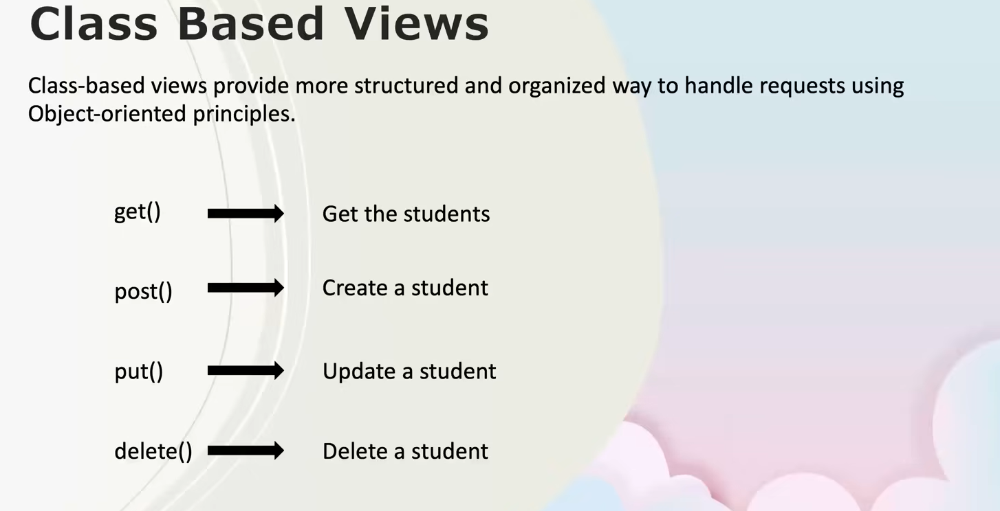 Class Based Views
Class-based views provide more structured and organized way to handle requests using
Object-oriented principles.
get() Get the students
post() Create a student
put() Update a student
delete() Delete a student